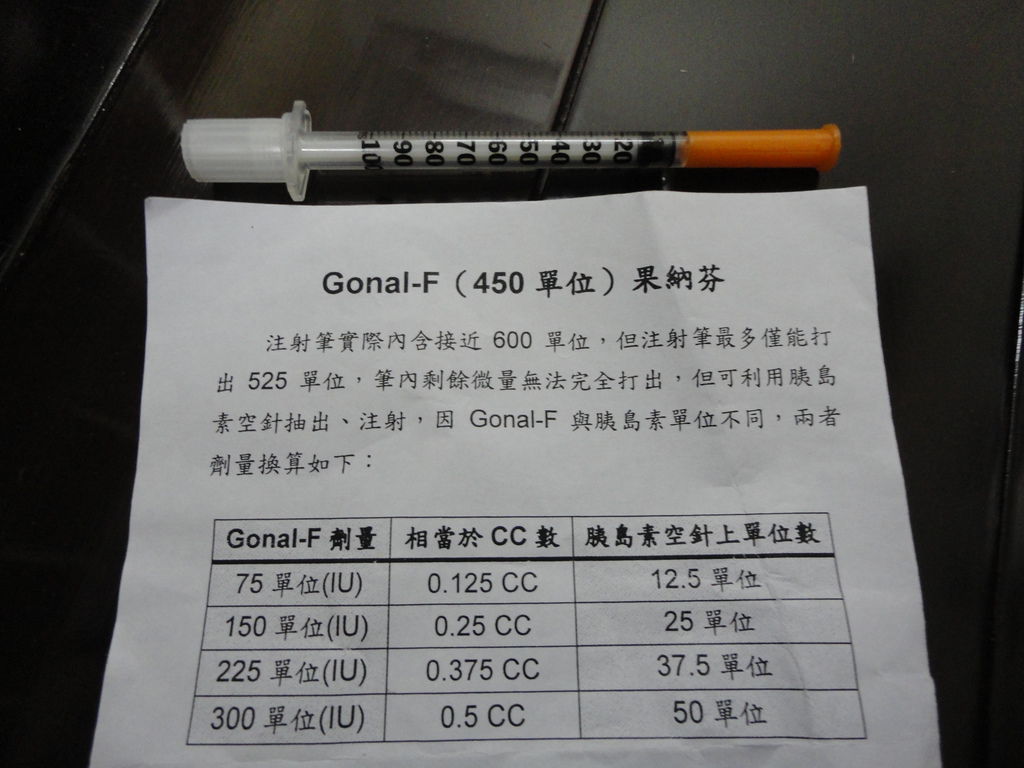 100 90 80 70 60 50 40 30 20
Gonal-F（450 單位）果納芬
注射筆實際內含接近 600 單位，但注射筆最多僅能打
出 525 單位，筆內剩餘微量無法完全打出，但可利用胰島
素空針抽出、注射，因 Gonal-F 與胰島素單位不同，兩者
劑量換算如下：
Gonal-F 劑量 相當於 CC 數 胰島素空針上單位數
75 單位(IU) 0.125 CC 12.5 單位
150 單位(IU) 0.25 CC 25 單位
225 單位(IU) 0.375 CC 37.5 單位
300 單位(IU) 0.5 CC 50 單位